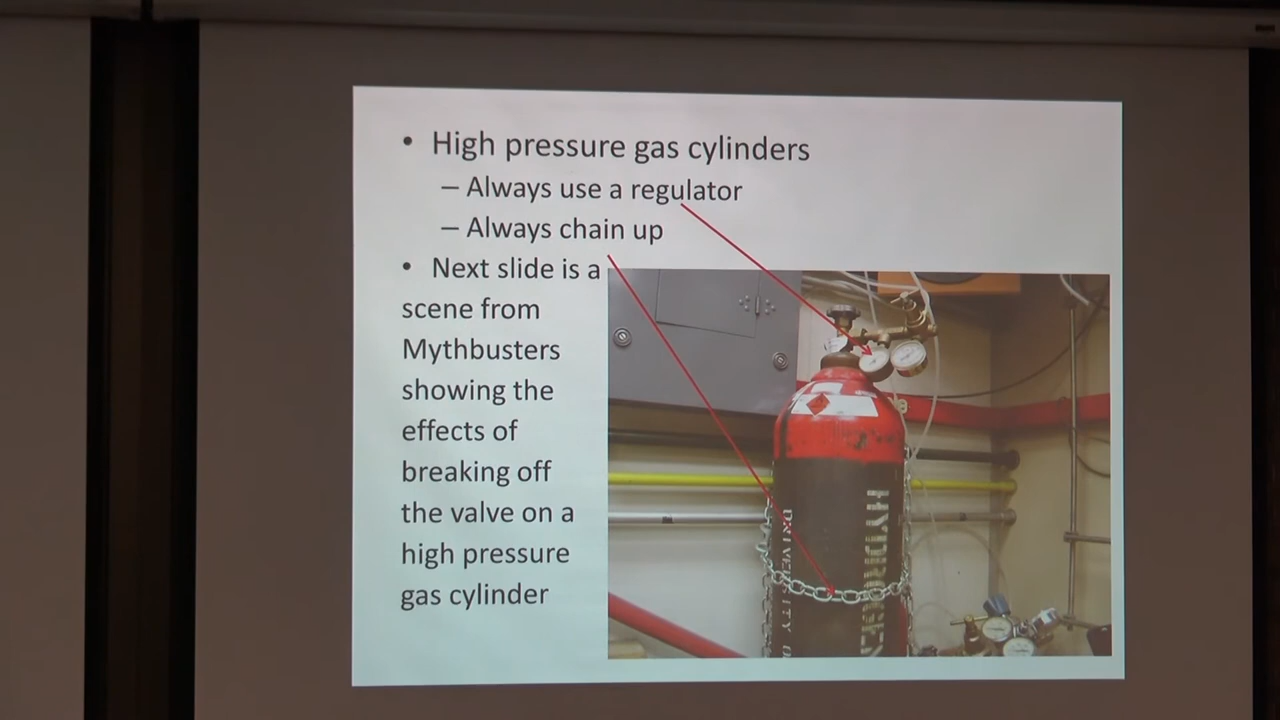 • High pressure gas cylinders
– Always use a regulator
– Always chain up
• Next slide is a
scene from
Mythbusters
showing the
effects of
breaking off
the valve on a
high pressure
gas cylinder
HYDROGEN